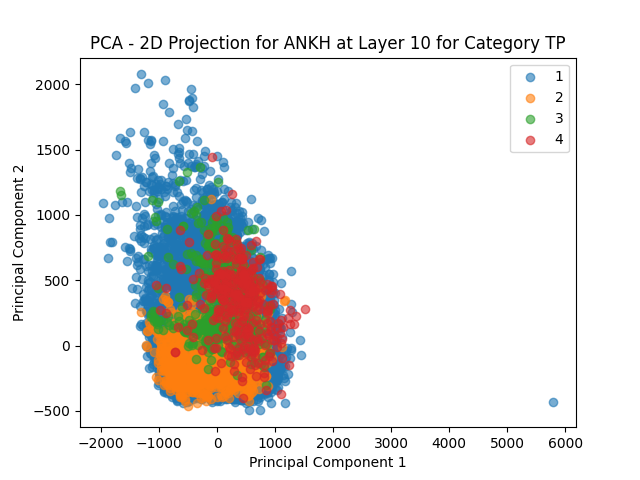 PCA - 2D Projection for ANKH at Layer 10 for Category TP
1
2
3
4
2000
1500
1000
500
0
−500
Principal Component 2
−2000 −1000 0 1000 2000 3000 4000 5000 6000
Principal Component 1